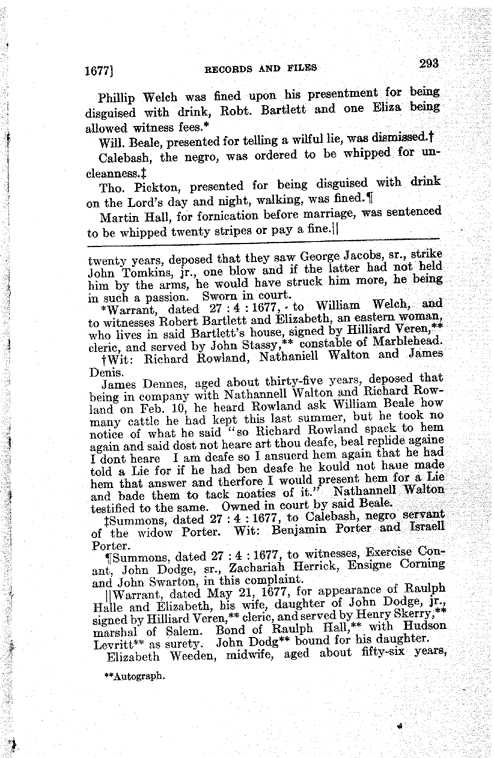 1677] RECORDS AND FILES 293
Phillip Welch was fined upon his presentment for being
disguised with drink, Robt. Bartlett and one Eliza being
allowed witness fees.*
Will. Beale, presented for telling a wilful lie, was dismissed.†
Calebash, the negro, was ordered to be whipped for un-
cleanness.‡
Tho. Pickton, presented for being disguised with drink
on the Lord's day and night, walking, was fined.¶
Martin Hall, for fornication before marriage, was sentenced
to be whipped twenty stripes or pay a fine.||
twenty years, deposed that they saw George Jacobs, sr., strike
John Tomkins, jr., one blow and if the latter had not held
him by the arms, he would have struck him more, he being
in such a passion. Sworn in court.
*Warrant, dated 27 : 4 : 1677, to William Welch, and
to witnesses Robert Bartlett and Elizabeth, an eastern woman,
who lives in said Bartlett's house, signed by Hilliard Veren,**
cleric, and served by John Stassy,** constable of Marblehead.
†Wit: Richard Rowland, Nathaniell Walton and James
Denis.
James Dennes, aged about thirty-five years, deposed that
being in company with Nathannell Walton and Richard Row-
land on Feb. 10, he heard Rowland ask William Beale how
many cattle he had kept this last summer, but he took no
notice of what he said "so Richard Rowland spack to hem
again and said dost not heare art thou deafe, beal replide againe
I dont heare I am deafe so I ansuerd hem again that he had
told a Lie for if he had ben deafe he kould not haue made
hem that answer and therfore I would present hem for a Lie
and bade them to tack noaties of it." Nathannell Walton
testified to the same. Owned in court by said Beale.
‡Summons, dated 27 : 4 : 1677, to Calebash, negro servant
of the widow Porter. Wit: Benjamin Porter and Israell
Porter.
¶Summons, dated 27 : 4 : 1677, to witnesses, Exercise Con-
ant, John Dodge, sr., Zachariah Herrick, Ensigne Corning
and John Swarton, in this complaint.
||Warrant, dated May 21, 1677, for appearance of Raulph
Halle and Elizabeth, his wife, daughter of John Dodge, jr.,
signed by Hilliard Veren,** cleric, and served by Henry Skerry,**
marshal of Salem. Bond of Raulph Hall,** with Hudson
Levritt** as surety. John Dodg** bound for his daughter.
Elizabeth Weeden, midwife, aged about fifty-six years,
**Autograph.